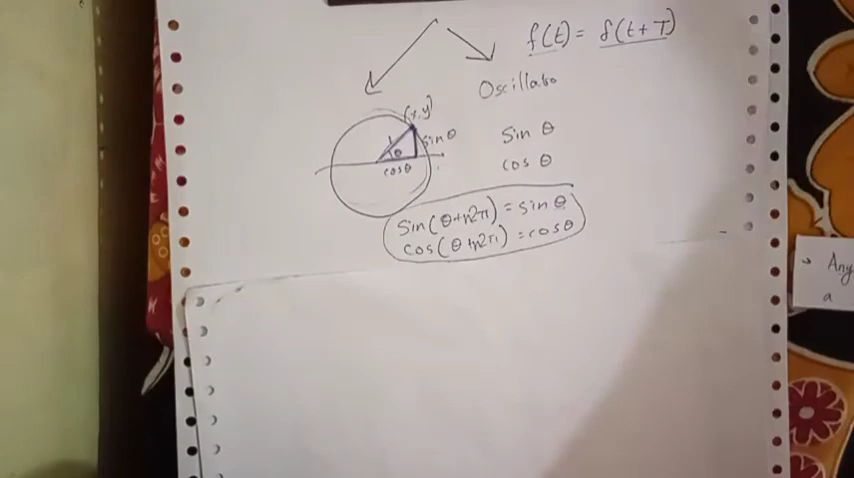 f(t) = f(t+T)
Oscillato
(x,y)
1
sin θ
θ
cos θ
Sin θ
cos θ
Sin(θ+n2π) = sin θ
cos(θ+n2π) = cos θ
→ Any
a